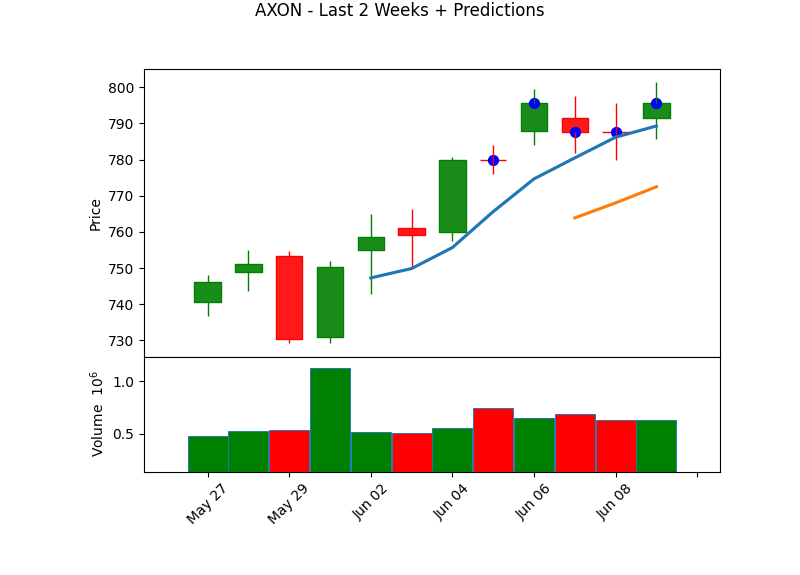 AXON - Last 2 Weeks + Predictions
800
790
780
770
760
750
740
730
Price
1.0
0.5
Volume 10^6
May 27
May 29
Jun 02
Jun 04
Jun 06
Jun 08